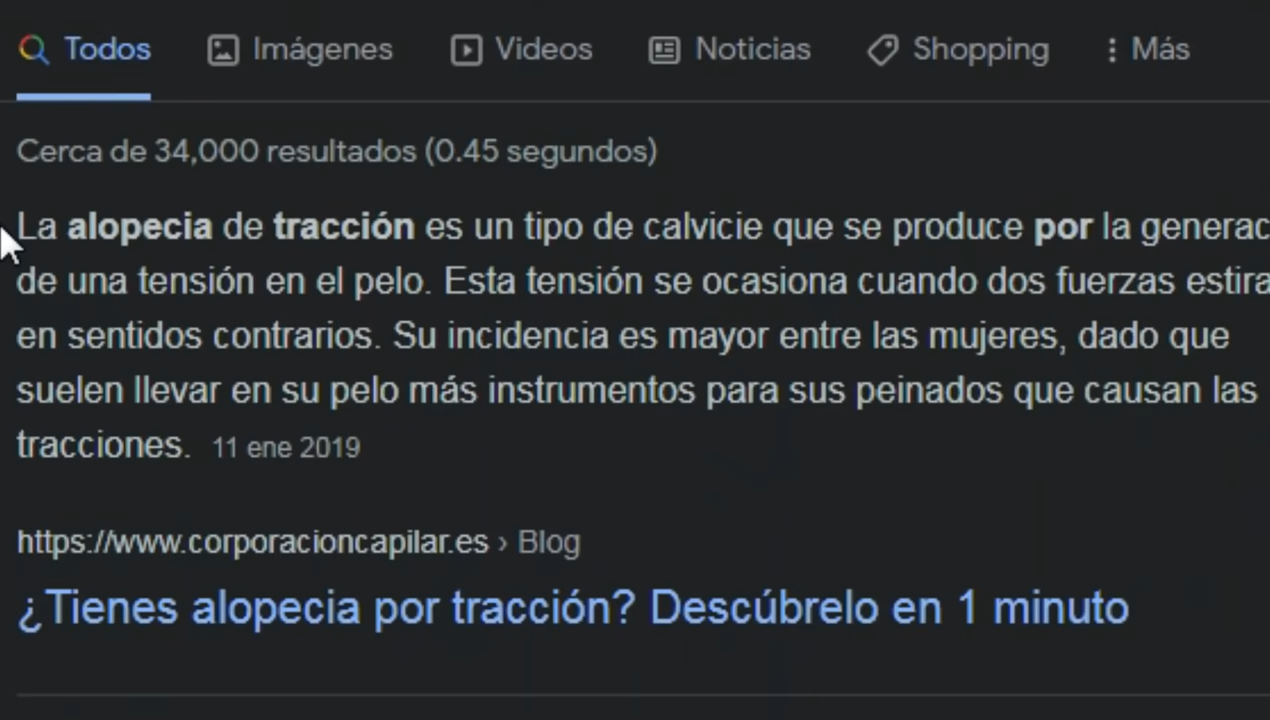 Todos Imágenes Videos Noticias Shopping Más
Cerca de 34,000 resultados (0.45 segundos)
La alopecia de tracción es un tipo de calvicie que se produce por la generac
de una tensión en el pelo. Esta tensión se ocasiona cuando dos fuerzas estira
en sentidos contrarios. Su incidencia es mayor entre las mujeres, dado que
suelen llevar en su pelo más instrumentos para sus peinados que causan las
tracciones. 11 ene 2019
https://www.corporacioncapilar.es › Blog
¿Tienes alopecia por tracción? Descúbrelo en 1 minuto